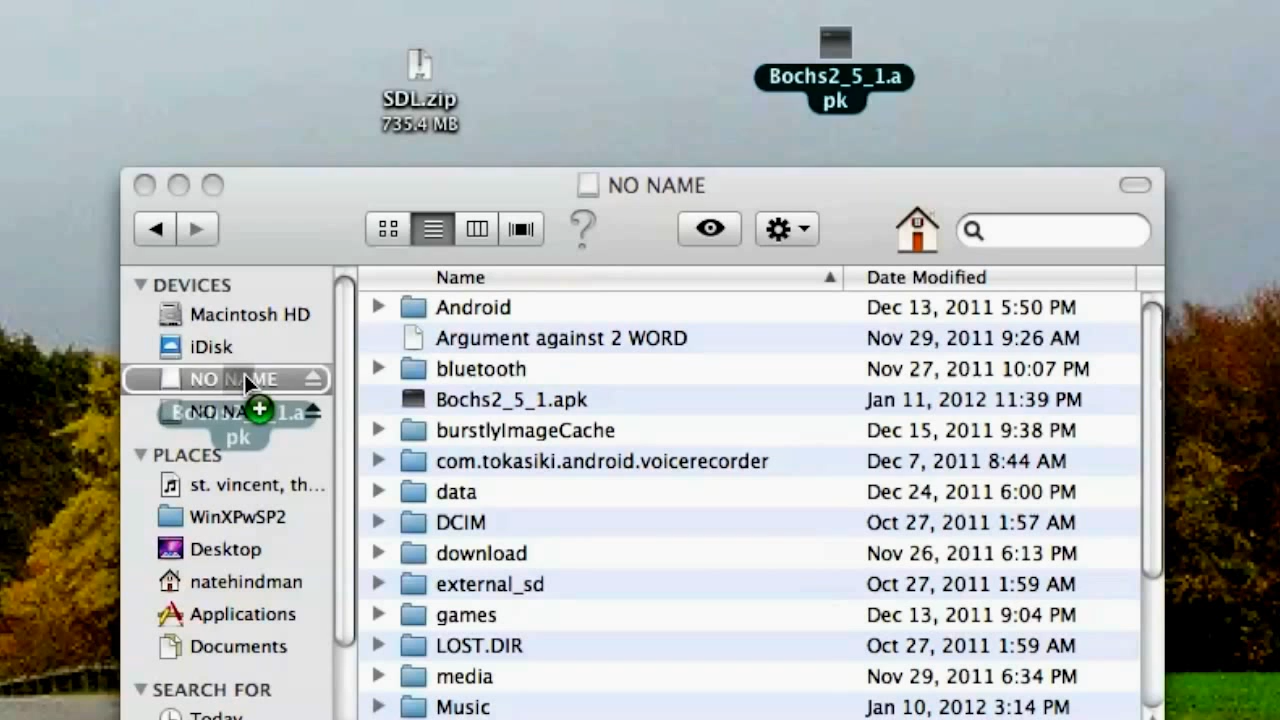 SDL.zip
735.4 MB
Bochs2_5_1.a
pk
NO NAME
DEVICES
Macintosh HD
iDisk
NO NAME
NO NA
pk
PLACES
st. vincent, th...
WinXPwSP2
Desktop
natehindman
Applications
Documents
SEARCH FOR
Today
Name Date Modified
Android Dec 13, 2011 5:50 PM
Argument against 2 WORD Nov 29, 2011 9:26 AM
bluetooth Nov 27, 2011 10:07 PM
Bochs2_5_1.apk Jan 11, 2012 11:39 PM
burstlyImageCache Dec 15, 2011 9:38 PM
com.tokasiki.android.voicerecorder Dec 7, 2011 8:44 AM
data Dec 24, 2011 6:00 PM
DCIM Oct 27, 2011 1:57 AM
download Nov 26, 2011 6:13 PM
external_sd Oct 27, 2011 1:59 AM
games Dec 13, 2011 9:04 PM
LOST.DIR Oct 27, 2011 1:59 AM
media Nov 29, 2011 6:34 PM
Music Jan 10, 2012 3:14 PM